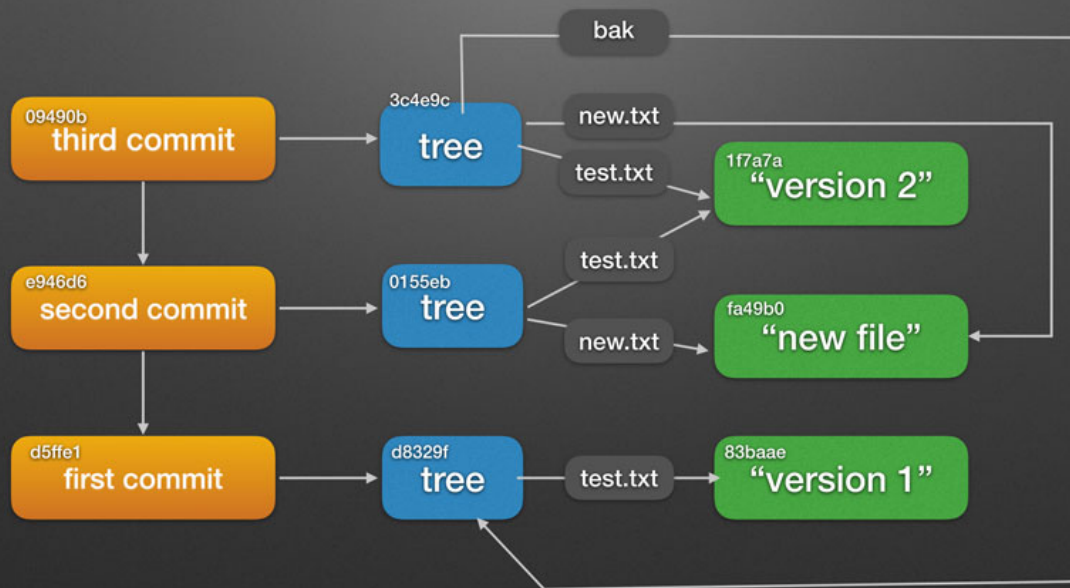 bak
09490b
third commit
3c4e9c
tree
new.txt
test.txt
1f7a7a
“version 2”
e946d6
second commit
0155eb
tree
test.txt
new.txt
fa49b0
“new file”
d5ffe1
first commit
d8329f
tree
test.txt
83baae
“version 1”